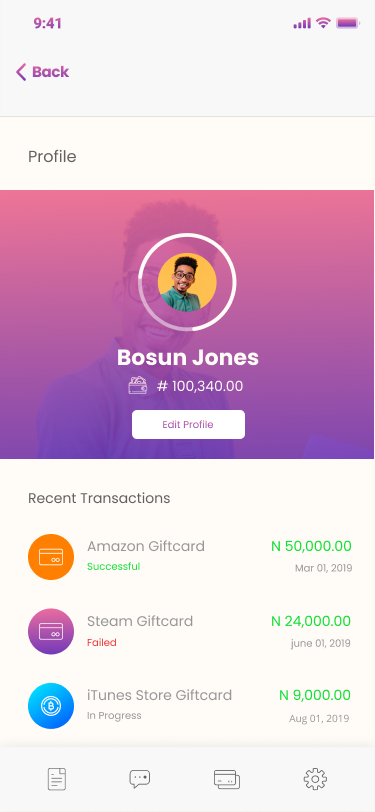 9:41
Back
Profile
Bosun Jones
# 100,340.00
Edit Profile
Recent Transactions
Amazon Giftcard N 50,000.00
Successful Mar 01, 2019
Steam Giftcard N 24,000.00
Failed june 01, 2019
iTunes Store Giftcard N 9,000.00
In Progress Aug 01, 2019